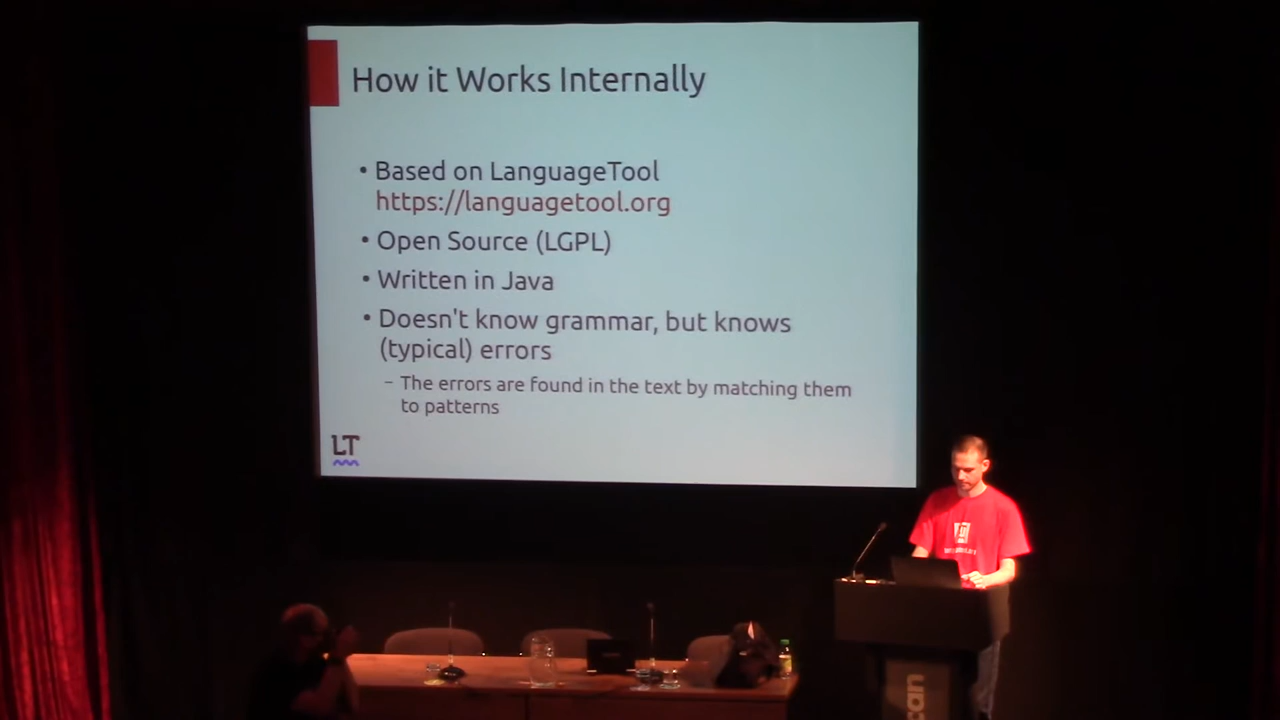 How it Works Internally
• Based on LanguageTool
https://languagetool.org
• Open Source (LGPL)
• Written in Java
• Doesn't know grammar, but knows
(typical) errors
– The errors are found in the text by matching them
to patterns
LT
can